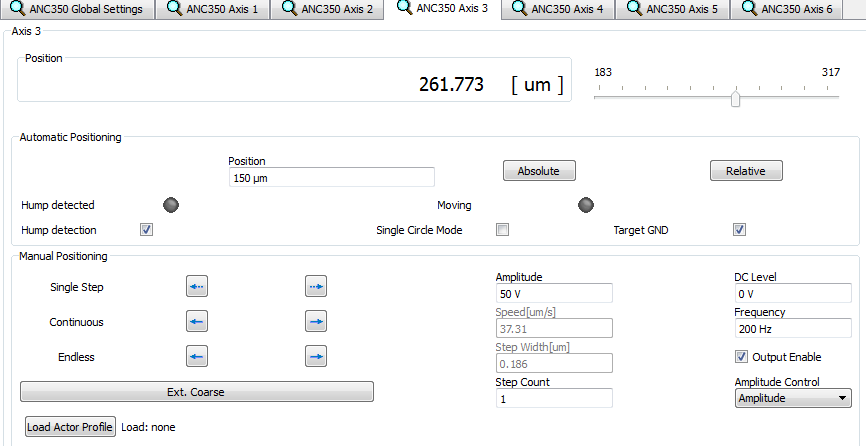 ANC350 Global Settings ANC350 Axis 1 ANC350 Axis 2 ANC350 Axis 3 ANC350 Axis 4 ANC350 Axis 5 ANC350 Axis 6
Axis 3
Position
261.773 [ um ]
183 317
Automatic Positioning
Position
150 µm
Absolute Relative
Hump detected Moving
Hump detection Single Circle Mode Target GND
Manual Positioning
Single Step
Continuous
Endless
Ext. Coarse
Load Actor Profile Load: none
Amplitude
50 V
Speed[um/s]
37.31
Step Width[um]
0.186
Step Count
1
DC Level
0 V
Frequency
200 Hz
Output Enable
Amplitude Control
Amplitude